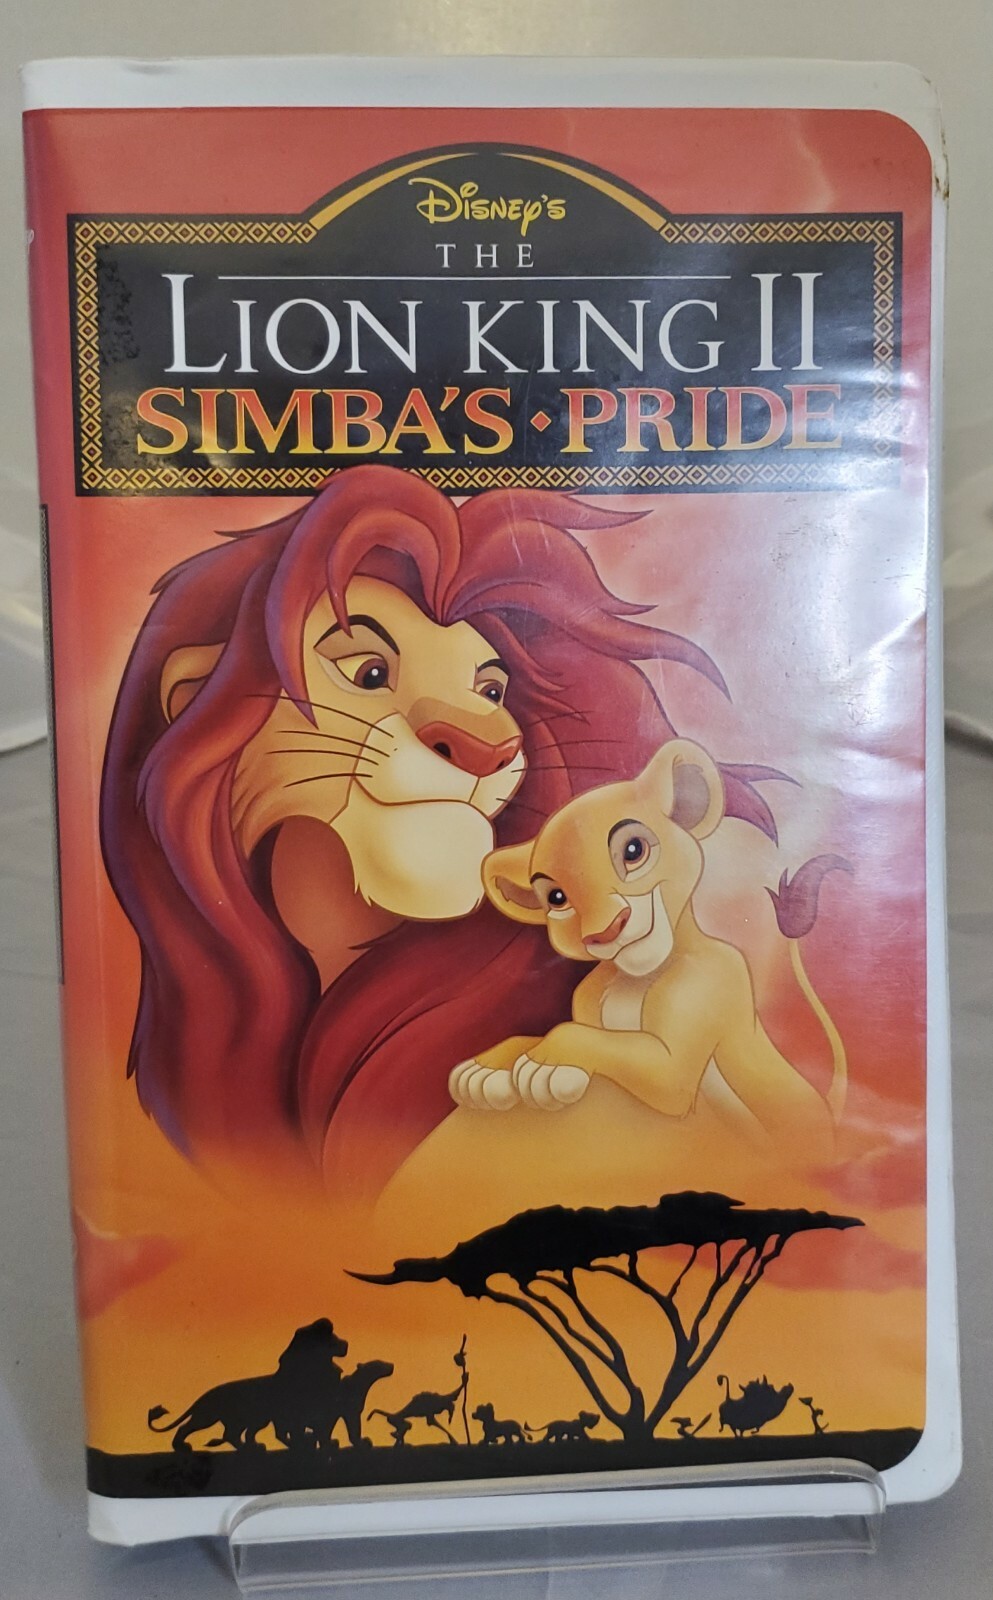 Disney's
THE
LION KING II
SIMBA'S • PRIDE